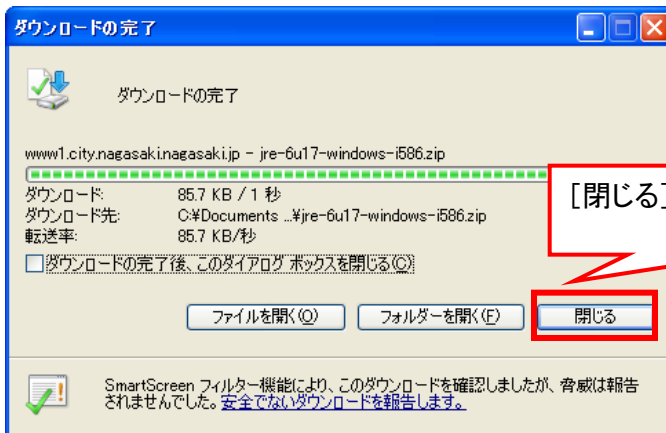 ダウンロードの完了
ダウンロードの完了
www1.city.nagasaki.nagasaki.jp - jre-6u17-windows-i586.zip
ダウンロード: 85.7 KB / 1 秒
ダウンロード先: C:¥Documents ...¥jre-6u17-windows-i586.zip
転送率: 85.7 KB/秒
[閉じる]
ダウンロードの完了後、このダイアログ ボックスを閉じる(C)
ファイルを開く(O) フォルダーを開く(F) 閉じる
SmartScreen フィルター機能により、このダウンロードを確認しましたが、脅威は報告
されませんでした。安全でないダウンロードを報告します。